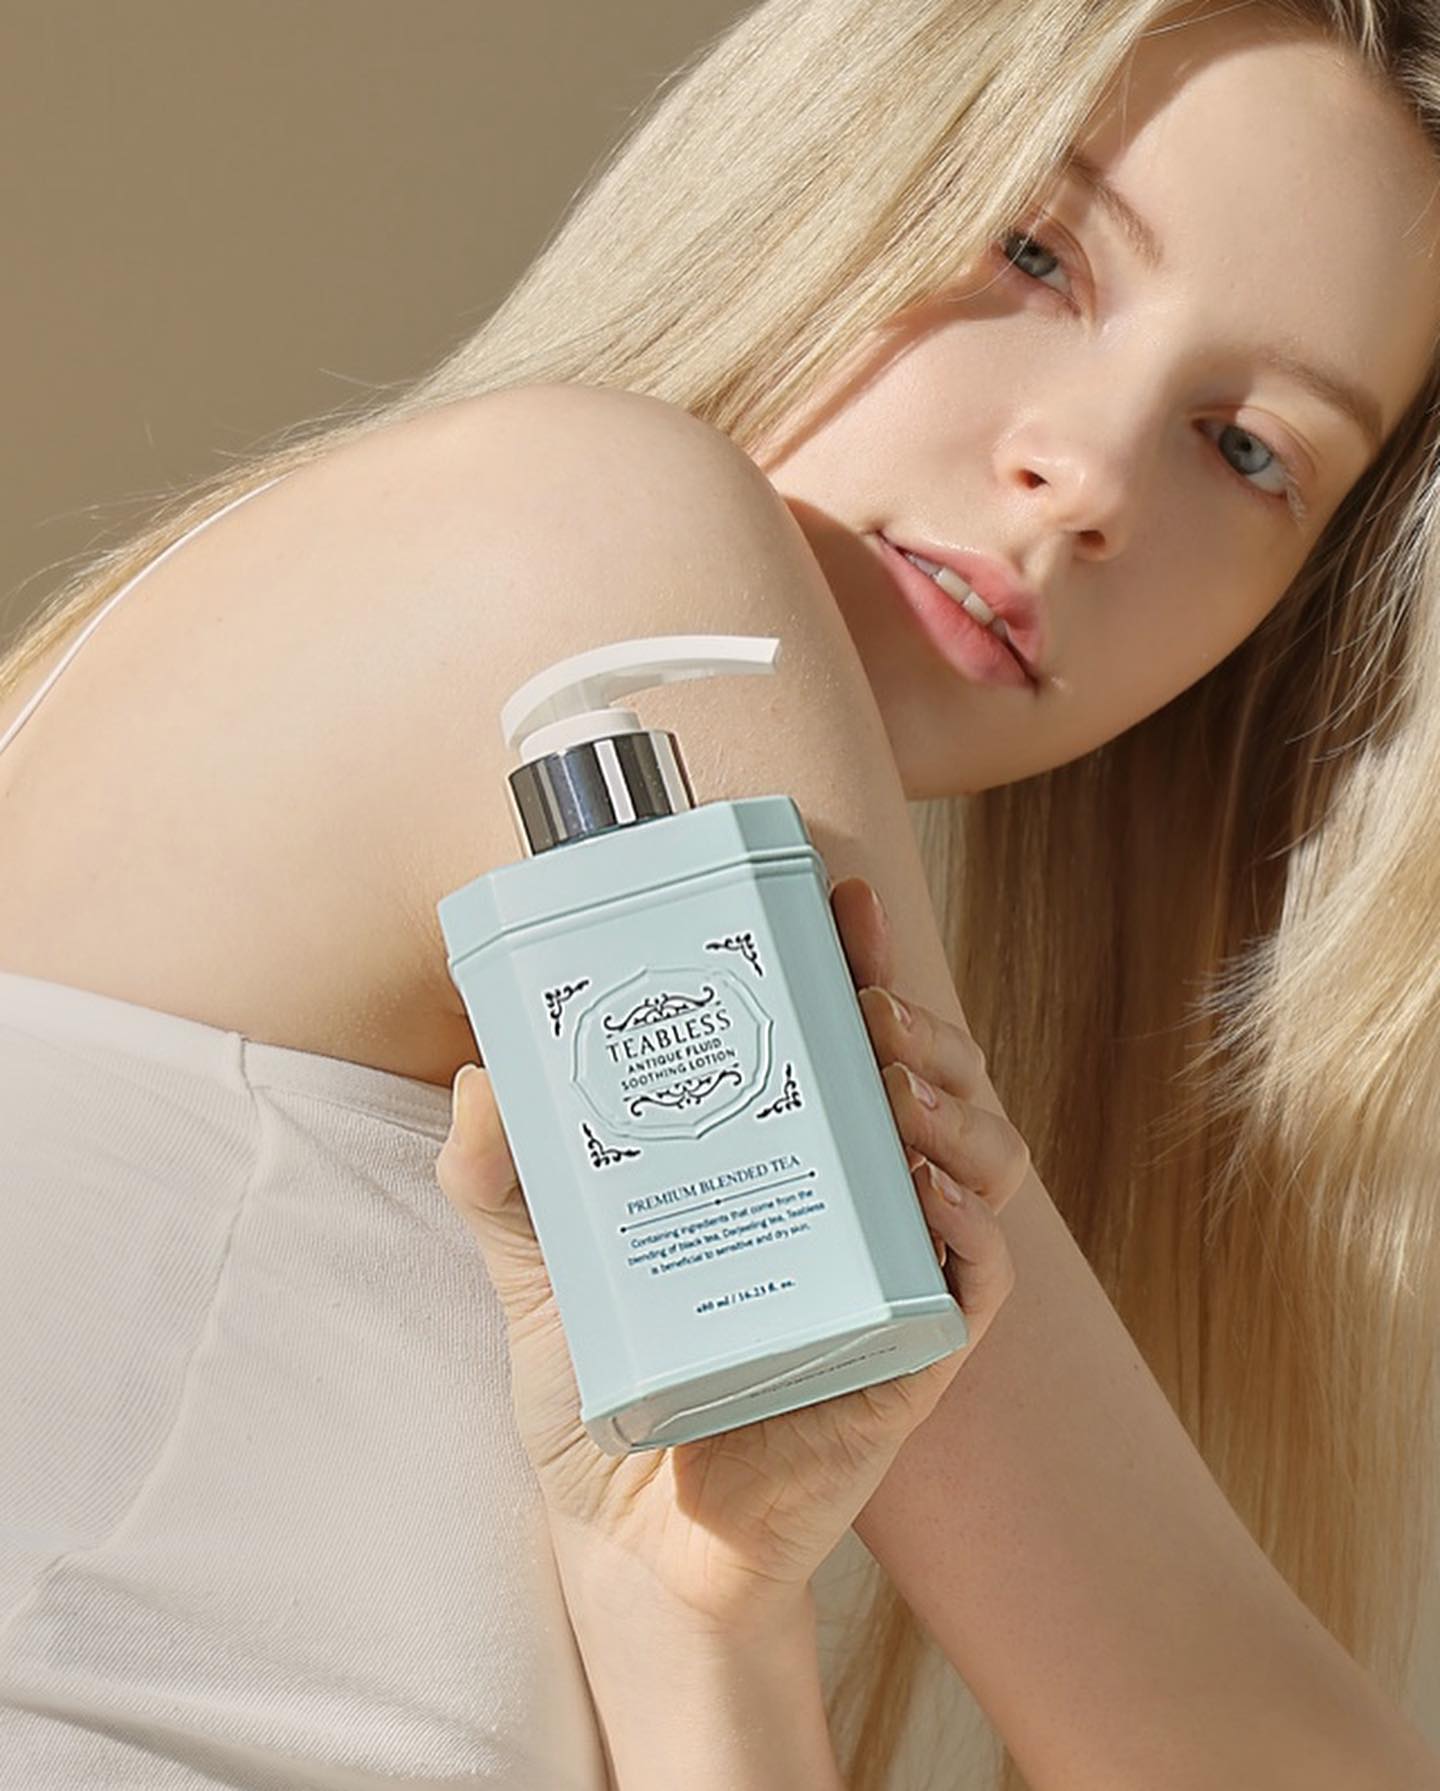 TEABLESS
ANTIQUE FLUID
SOOTHING LOTION
PREMIUM BLENDED TEA
Containing ingredients that come from the
blending of black tea, Darjeeling tea, Teabless
is beneficial to sensitive and dry skin.
480 ml / 16.23 fl. oz.